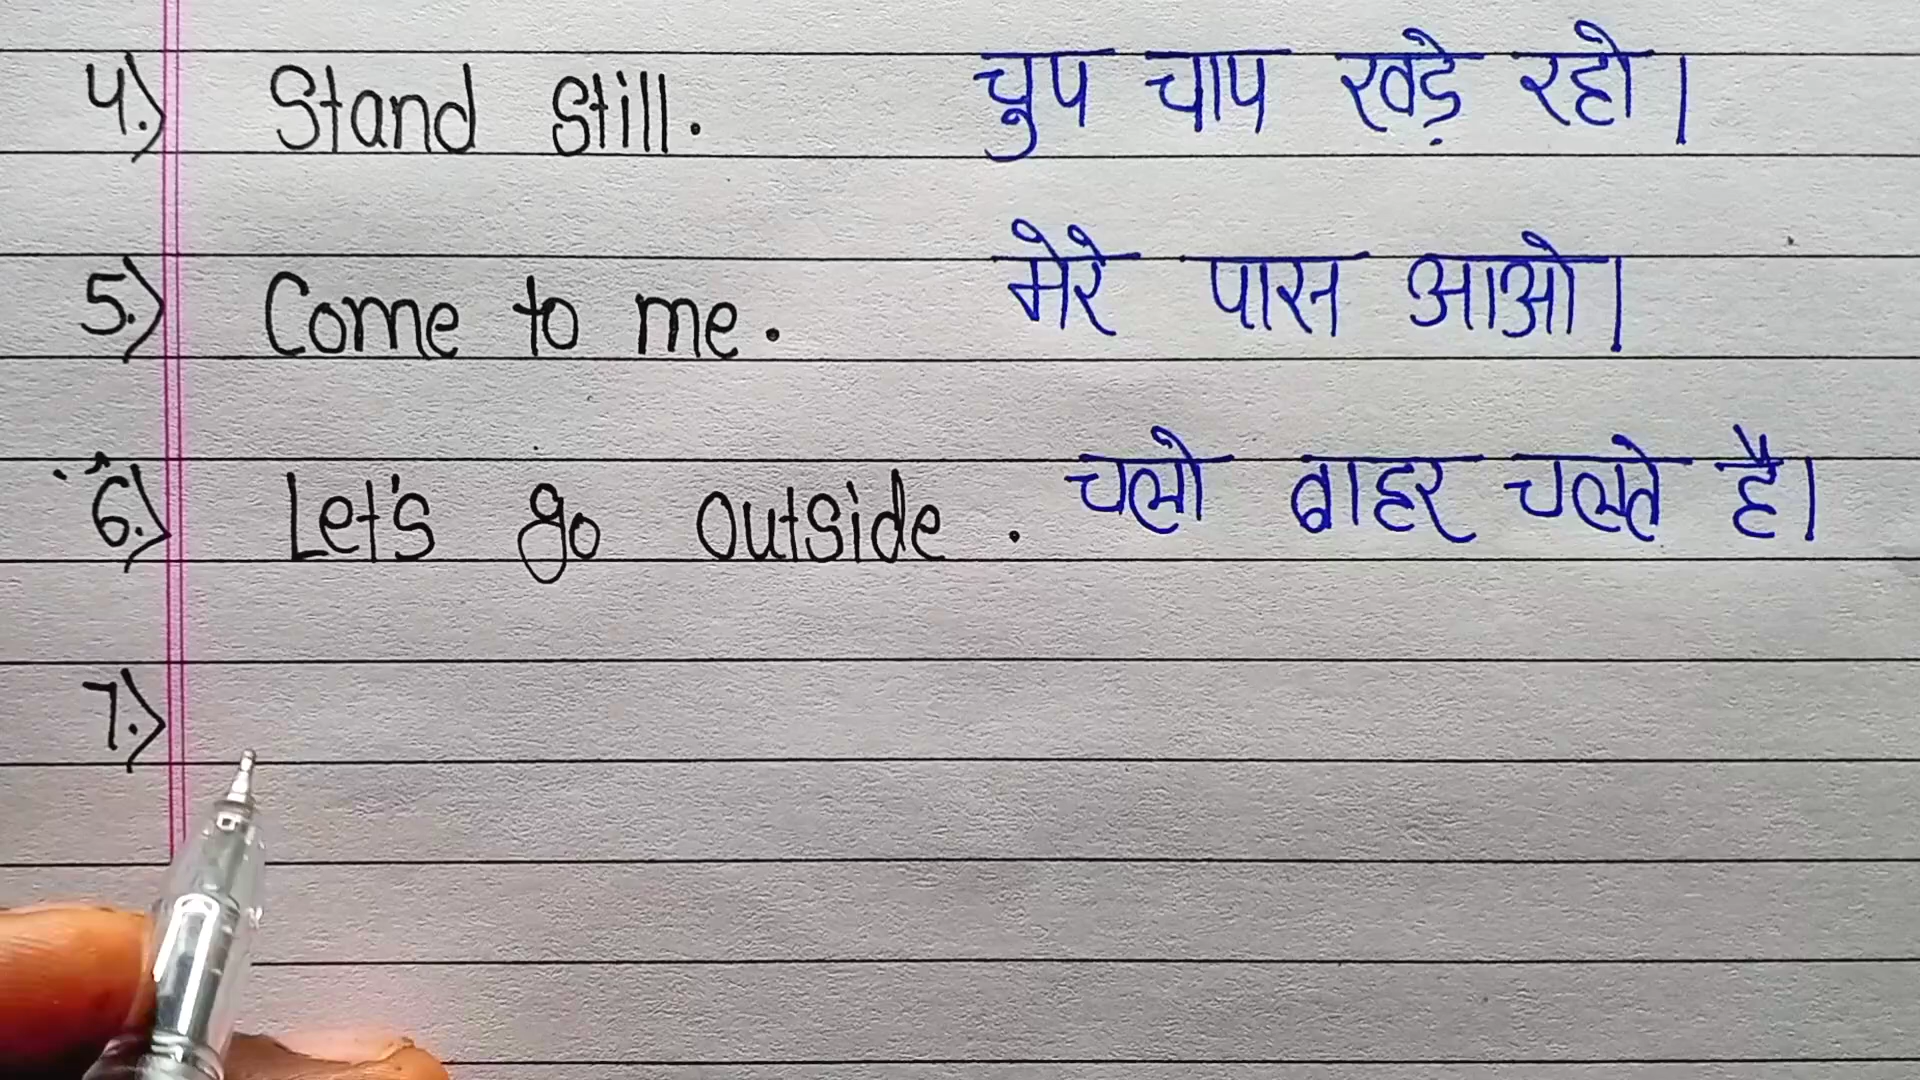 4.) Stand still. चुप चाप खड़े रहो।
5.) Come to me. मेरे पास आओ।
6.) Let's go outside. चलो बाहर चलते है।
7.)